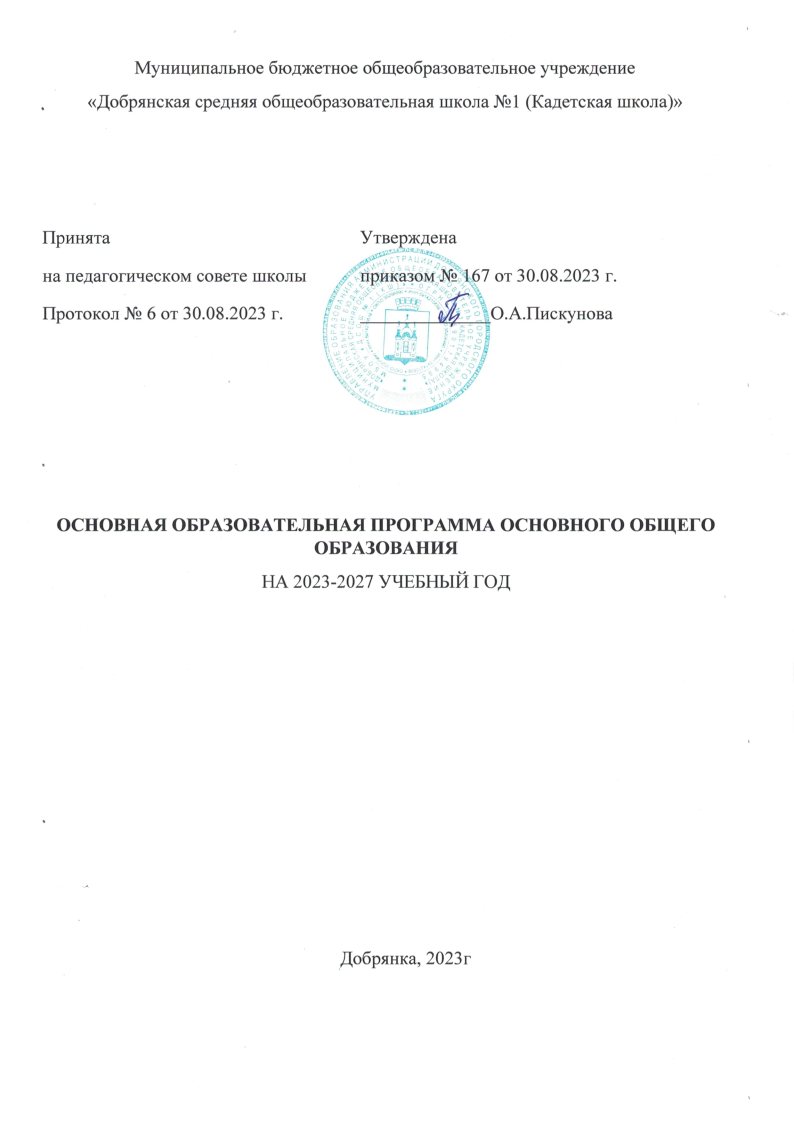 Муниципальное бюджетное общеобразовательное учреждение
«Добрянская средняя общеобразовательная школа №1 (Кадетская школа)»
Принята
на педагогическом совете школы
Протокол № 6 от 30.08.2023 г.
Утверждена
приказом № 167 от 30.08.2023 г.
______________О.А.Пискунова
ОСНОВНАЯ ОБРАЗОВАТЕЛЬНАЯ ПРОГРАММА ОСНОВНОГО ОБЩЕГО
ОБРАЗОВАНИЯ
НА 2023-2027 УЧЕБНЫЙ ГОД
Добрянка, 2023г